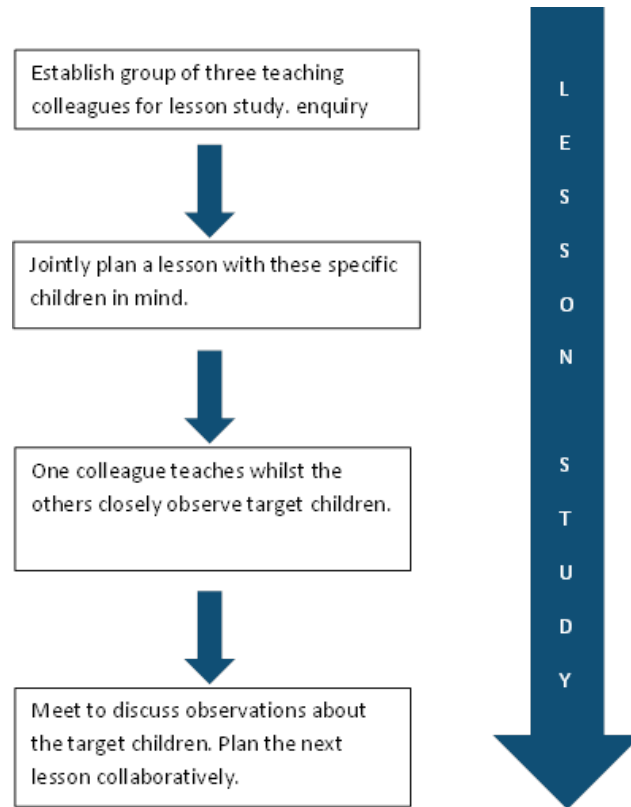 Establish group of three teaching
colleagues for lesson study. enquiry
Jointly plan a lesson with these specific
children in mind.
One colleague teaches whilst the
others closely observe target children.
Meet to discuss observations about
the target children. Plan the next
lesson collaboratively.
L
E
S
S
O
N
S
T
U
D
Y